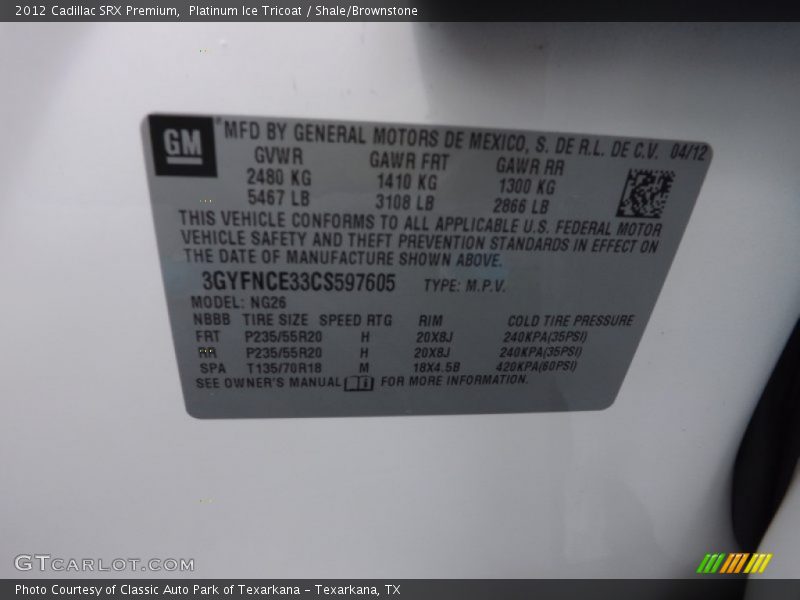 2012 Cadillac SRX Premium, Platinum Ice Tricoat / Shale/Brownstone
GM MFD BY GENERAL MOTORS DE MEXICO, S. DE R.L. DE C.V. 04/12
GVWR GAWR FRT GAWR RR
2480 KG 1410 KG 1300 KG
5467 LB 3108 LB 2866 LB
THIS VEHICLE CONFORMS TO ALL APPLICABLE U.S. FEDERAL MOTOR
VEHICLE SAFETY AND THEFT PREVENTION STANDARDS IN EFFECT ON
THE DATE OF MANUFACTURE SHOWN ABOVE.
3GYFNCE33CS597605 TYPE: M.P.V.
MODEL: NG26
NBBB TIRE SIZE SPEED RTG RIM COLD TIRE PRESSURE
FRT P235/55R20 H 20X8J 240KPA(35PSI)
RR P235/55R20 H 20X8J 240KPA(35PSI)
SPA T135/70R18 M 18X4.5B 420KPA(60PSI)
SEE OWNER'S MANUAL FOR MORE INFORMATION.
GTCARLOT.COM
Photo Courtesy of Classic Auto Park of Texarkana - Texarkana, TX